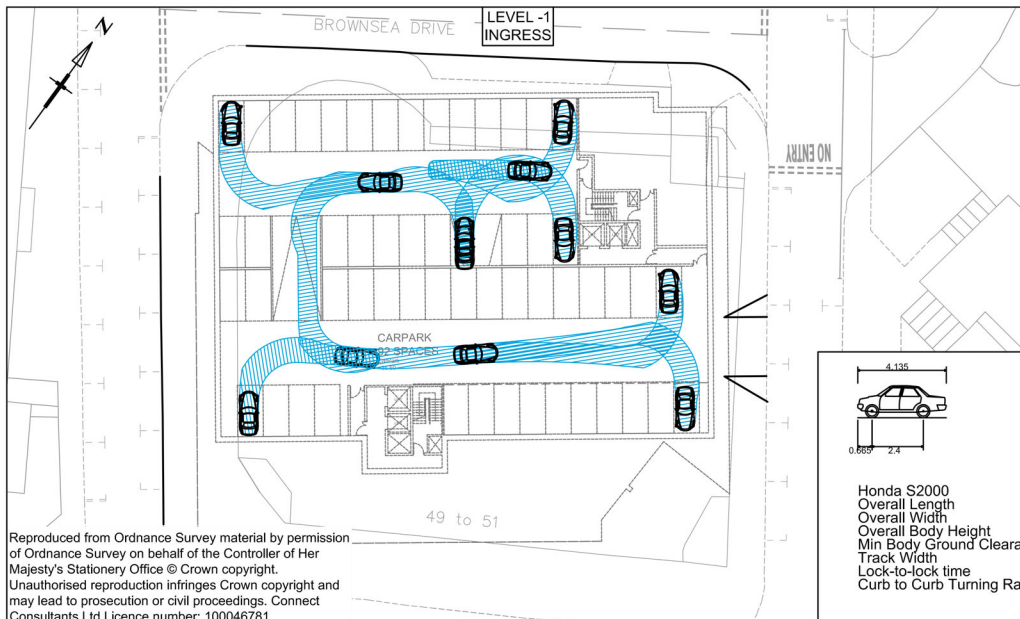 BROWNSEA DRIVE
LEVEL -1
INGRESS
N
NO ENTRY
CARPARK
92 SPACES
4.135
0.665 2.4
Honda S2000
Overall Length
Overall Width
Overall Body Height
Min Body Ground Cleara
Track Width
Lock-to-lock time
Curb to Curb Turning Ra
49 to 51
Reproduced from Ordnance Survey material by permission
of Ordnance Survey on behalf of the Controller of Her
Majesty's Stationery Office © Crown copyright.
Unauthorised reproduction infringes Crown copyright and
may lead to prosecution or civil proceedings. Connect
Consultants Ltd Licence number: 100046781